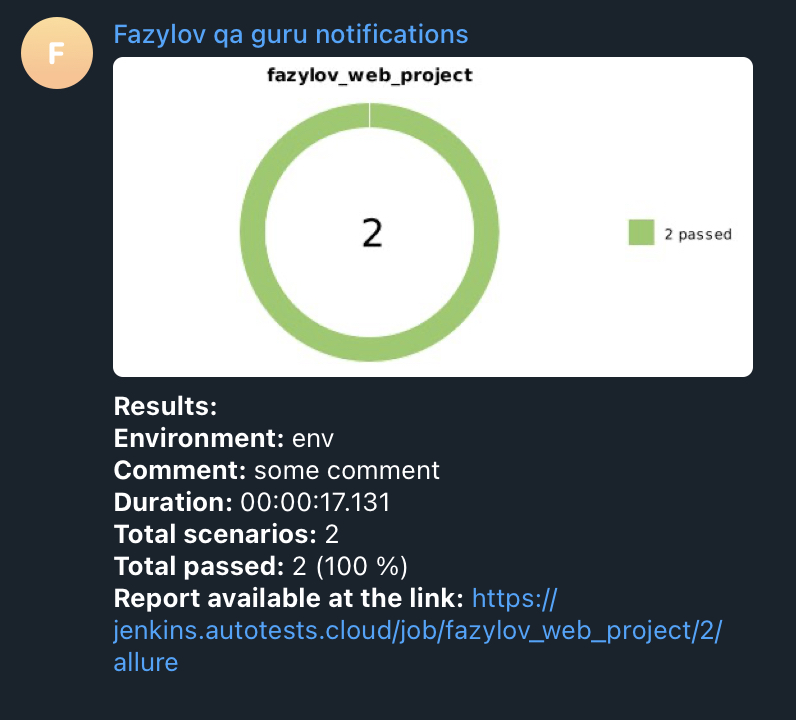 F
Fazylov qa guru notifications
fazylov_web_project
2
2 passed
Results:
Environment: env
Comment: some comment
Duration: 00:00:17.131
Total scenarios: 2
Total passed: 2 (100 %)
Report available at the link: https://
jenkins.autotests.cloud/job/fazylov_web_project/2/
allure